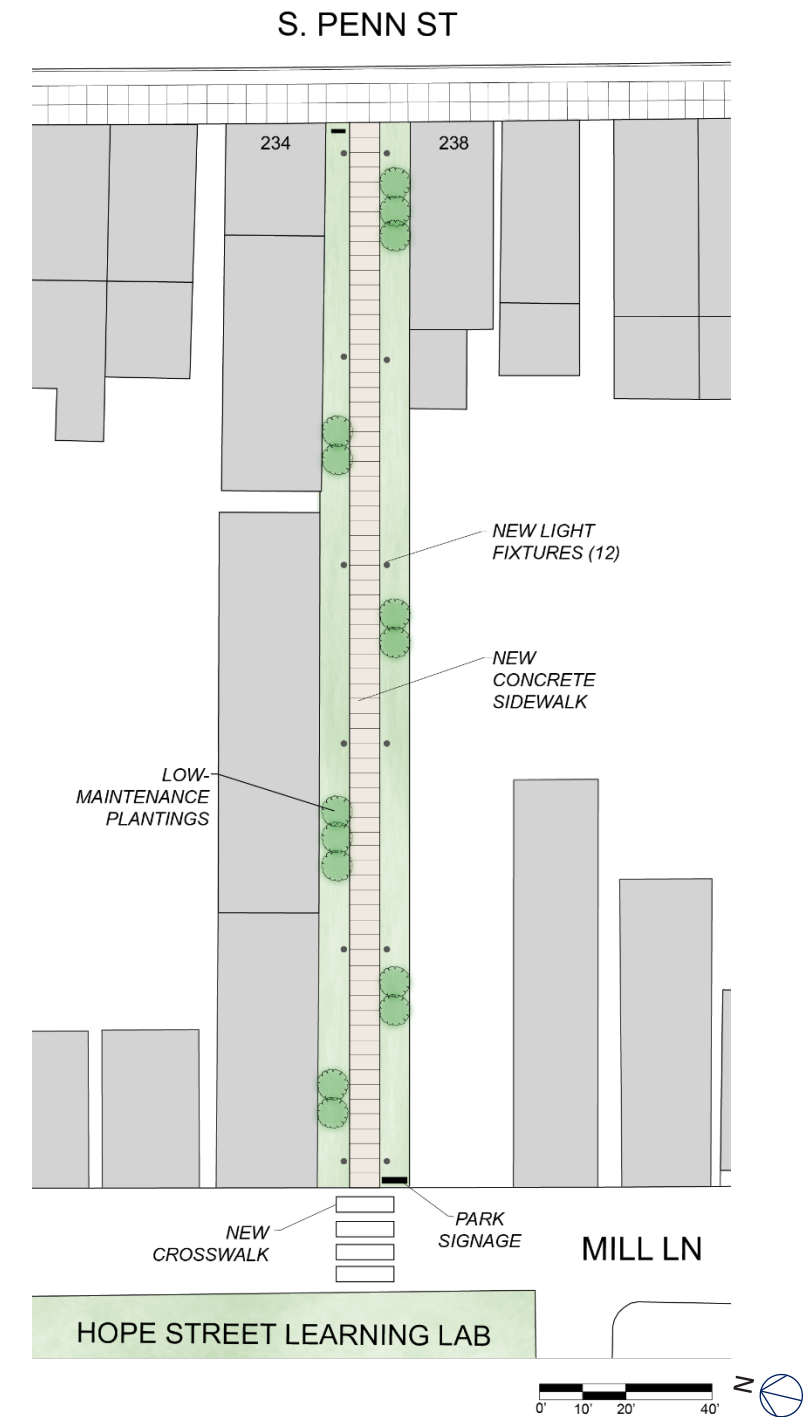 S. PENN ST
234
238
NEW LIGHT
FIXTURES (12)
NEW
CONCRETE
SIDEWALK
LOW-
MAINTENANCE
PLANTINGS
NEW
CROSSWALK
PARK
SIGNAGE
MILL LN
HOPE STREET LEARNING LAB
0' 10' 20' 40'
N